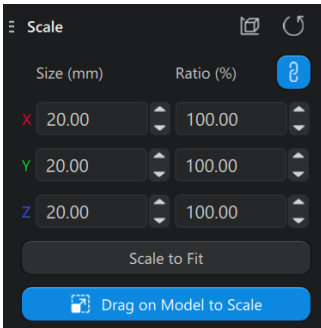 Scale
Size (mm) Ratio (%)
X 20.00 100.00
Y 20.00 100.00
Z 20.00 100.00
Scale to Fit
Drag on Model to Scale